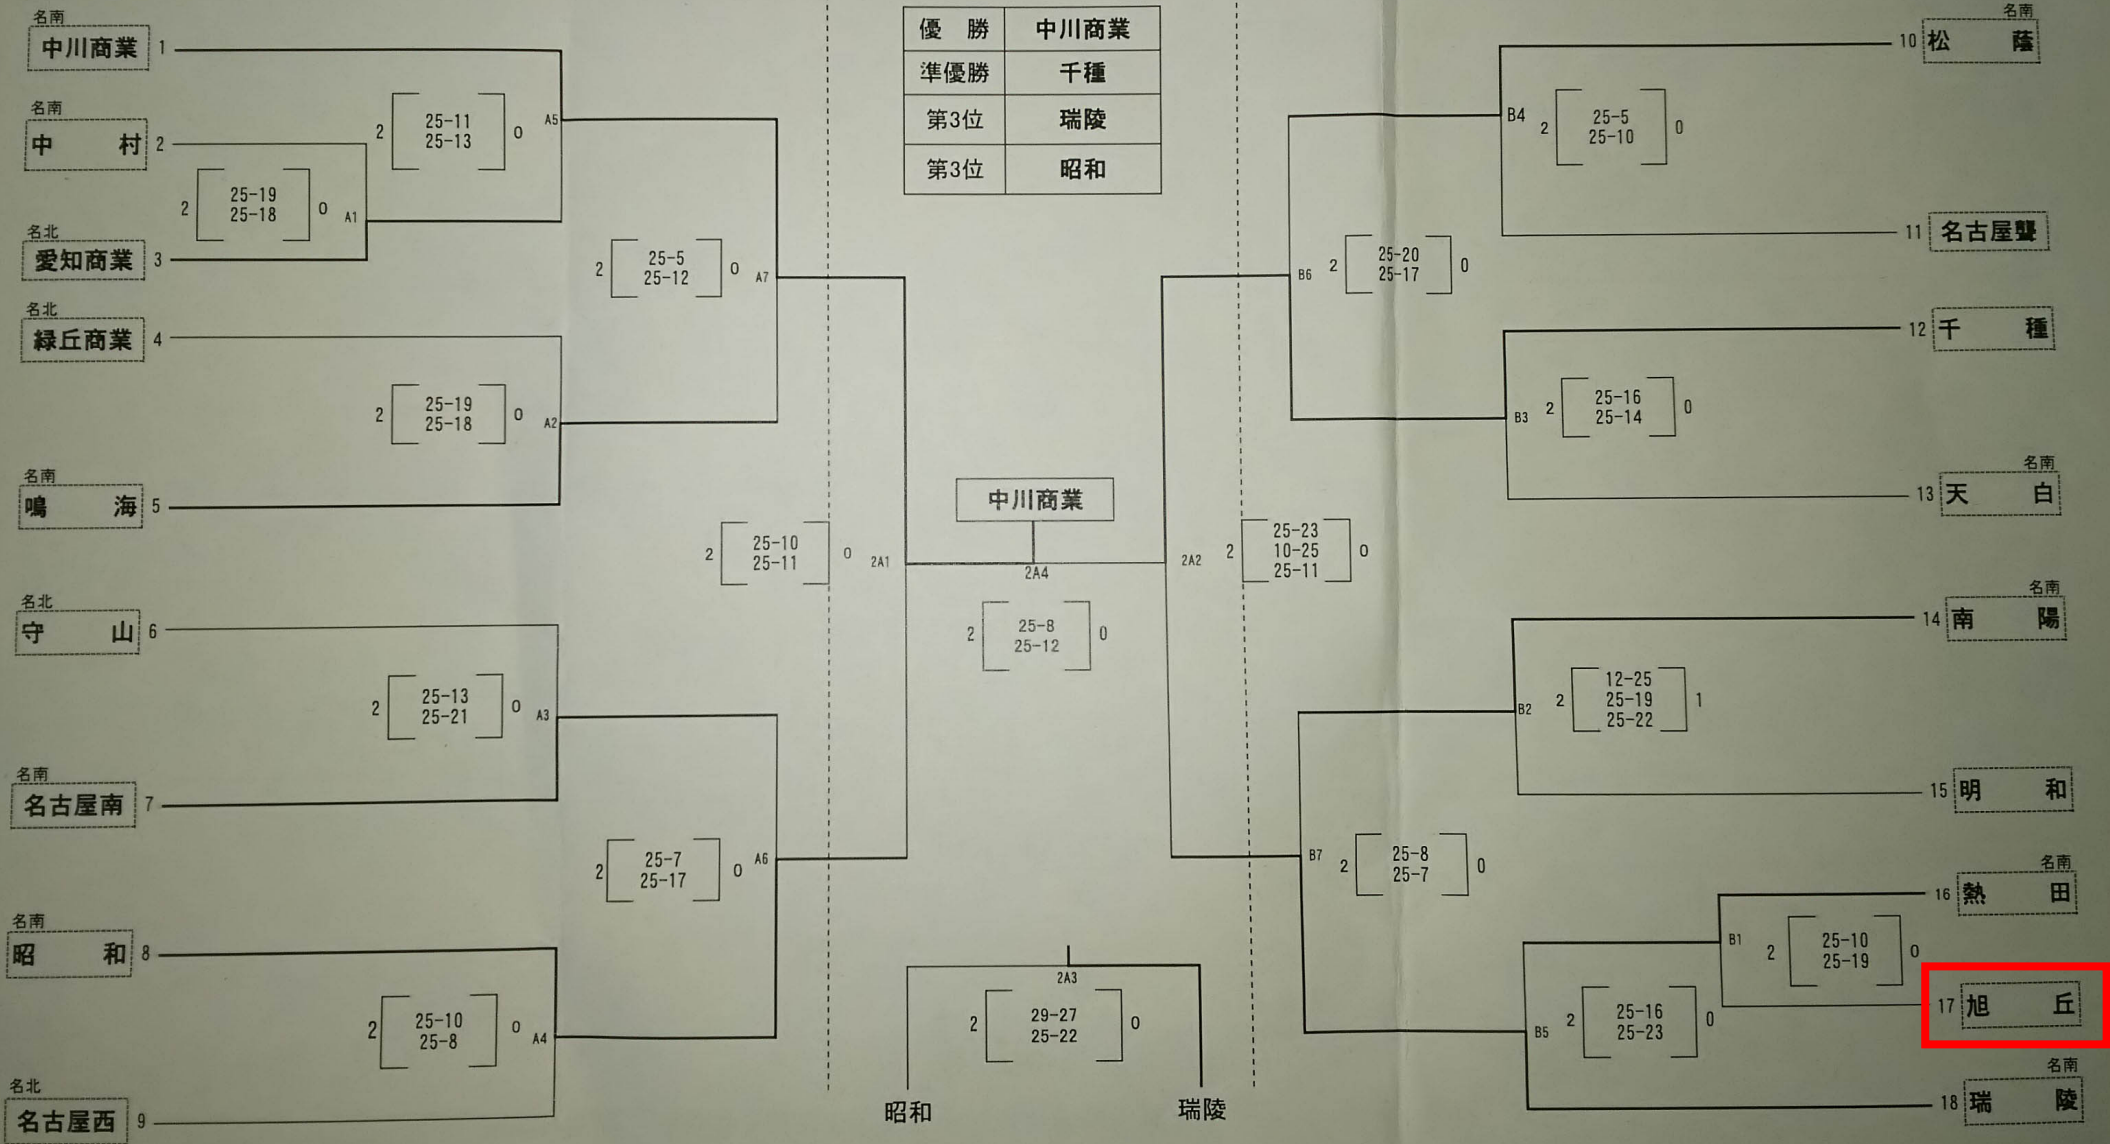 優 勝 中川商業
準優勝 千種
第3位 瑞陵
第3位 昭和
名南
中川商業 1
名南
中 村 2
名北
愛知商業 3
名北
緑丘商業 4
名南
鳴 海 5
名北
守 山 6
名南
名古屋南 7
名南
昭 和 8
名北
名古屋西 9
2 25-19 0 A1
25-18
2 25-11 0 A5
25-13
2 25-19 0 A2
25-18
2 25-5 0 A7
25-12
2 25-13 0 A3
25-21
2 25-10 0 A4
25-8
2 25-7 0 A6
25-17
2 25-10 0 2A1
25-11
中川商業
2A4
2 25-8 0
25-12
2A3
2 29-27 0
25-22
昭和 瑞陵
2A2 2 25-23 0
10-25
25-11
B6 2 25-20 0
25-17
B4 2 25-5 0
25-10
B3 2 25-16 0
25-14
B2 2 12-25 1
25-19
25-22
B7 2 25-8 0
25-7
B1 2 25-10 0
25-19
B5 2 25-16 0
25-23
名南
10 松 蔭
11 名古屋聾
12 千 種
名南
13 天 白
名南
14 南 陽
15 明 和
名南
16 熱 田
17 旭 丘
名南
18 瑞 陵